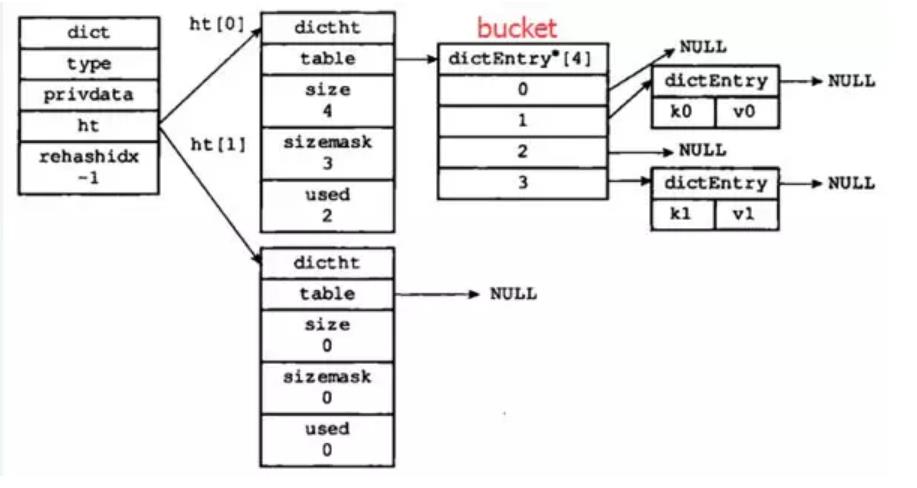 dict
type
privdata
ht
rehashidx
-1
ht[0]
ht[1]
dictht
table
size
4
sizemask
3
used
2
bucket
dictEntry*[4]
0
1
2
3
NULL
dictEntry
k0 v0
NULL
NULL
dictEntry
k1 v1
NULL
dictht
table
NULL
size
0
sizemask
0
used
0